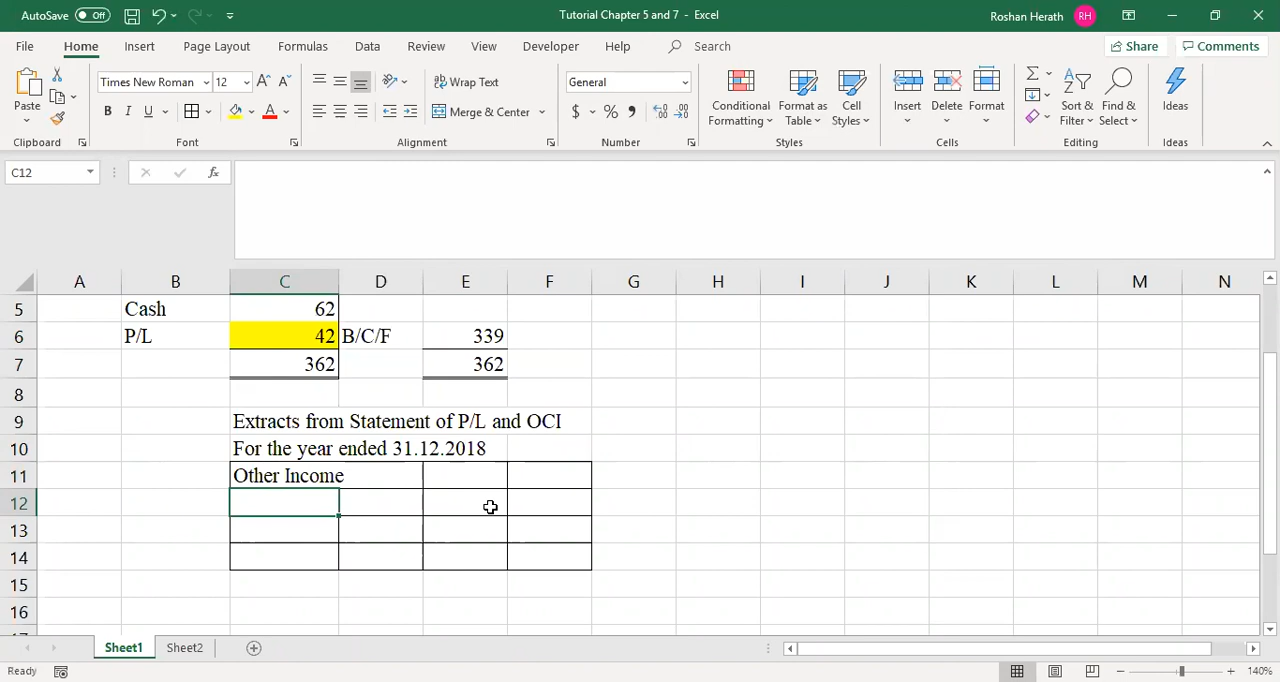 AutoSave Off Tutorial Chapter 5 and 7 - Excel Roshan Herath RH
File Home Insert Page Layout Formulas Data Review View Developer Help Search Share Comments
Paste Times New Roman 12 Wrap Text General Conditional Formatting Format as Table Cell Styles Insert Delete Format Sort & Filter Find & Select Ideas
B I U Merge & Center $ % 9
Clipboard Font Alignment Number Styles Cells Editing Ideas
C12 fx
A B C D E F G H I J K L M N
5 Cash 62
6 P/L 42 B/C/F 339
7 362 362
8
9 Extracts from Statement of P/L and OCI
10 For the year ended 31.12.2018
11 Other Income
12
13
14
15
16
Sheet1 Sheet2
Ready 140%